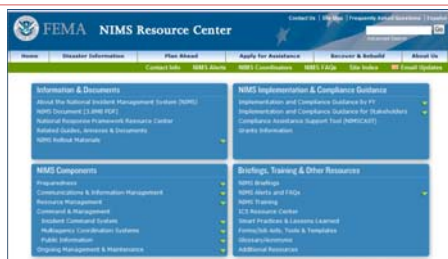 FEMA NIMS Resource Center
Contact Us | Site Map | Frequently Asked Questions |
Go
Advanced Search
Home Disaster Information Plan Ahead Apply for Assistance Recover & Rebuild About Us
Contact Info NIMS Alerts NIMS Coordinators NIMS FAQs Site Index Email Updates
Information & Documents
About the National Incident Management System (NIMS)
NIMS Document [3.8MB PDF]
National Response Framework Resource Center
Related Guides, Annexes & Documents
NIMS Rollout Materials
NIMS Implementation & Compliance Guidance
Implementation and Compliance Guidance by FY
Implementation and Compliance Guidance for Stakeholders
Compliance Assistance Support Tool (NIMSCAST)
Grants Information
NIMS Components
Preparedness
Communications & Information Management
Resource Management
Command & Management
Incident Command System
Multiagency Coordination Systems
Public Information
Ongoing Management & Maintenance
Briefings, Training & Other Resources
NIMS Briefings
NIMS Alerts and FAQs
NIMS Training
ICS Resource Center
Smart Practices & Lessons Learned
Forms/Job Aids, Tools & Templates
Glossary/Acronyms
Additional Resources